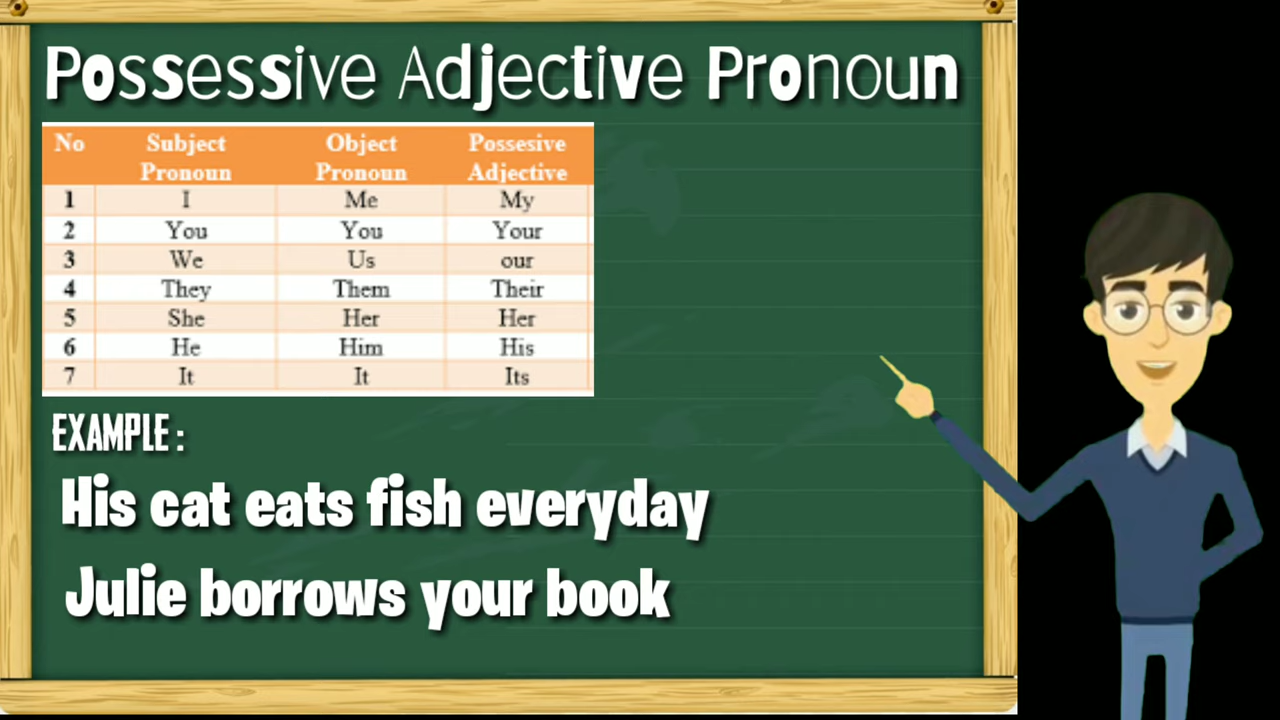 Possessive Adjective Pronoun
No Subject Pronoun Object Pronoun Possesive Adjective
1 I Me My
2 You You Your
3 We Us our
4 They Them Their
5 She Her Her
6 He Him His
7 It It Its
EXAMPLE :
His cat eats fish everyday
Julie borrows your book